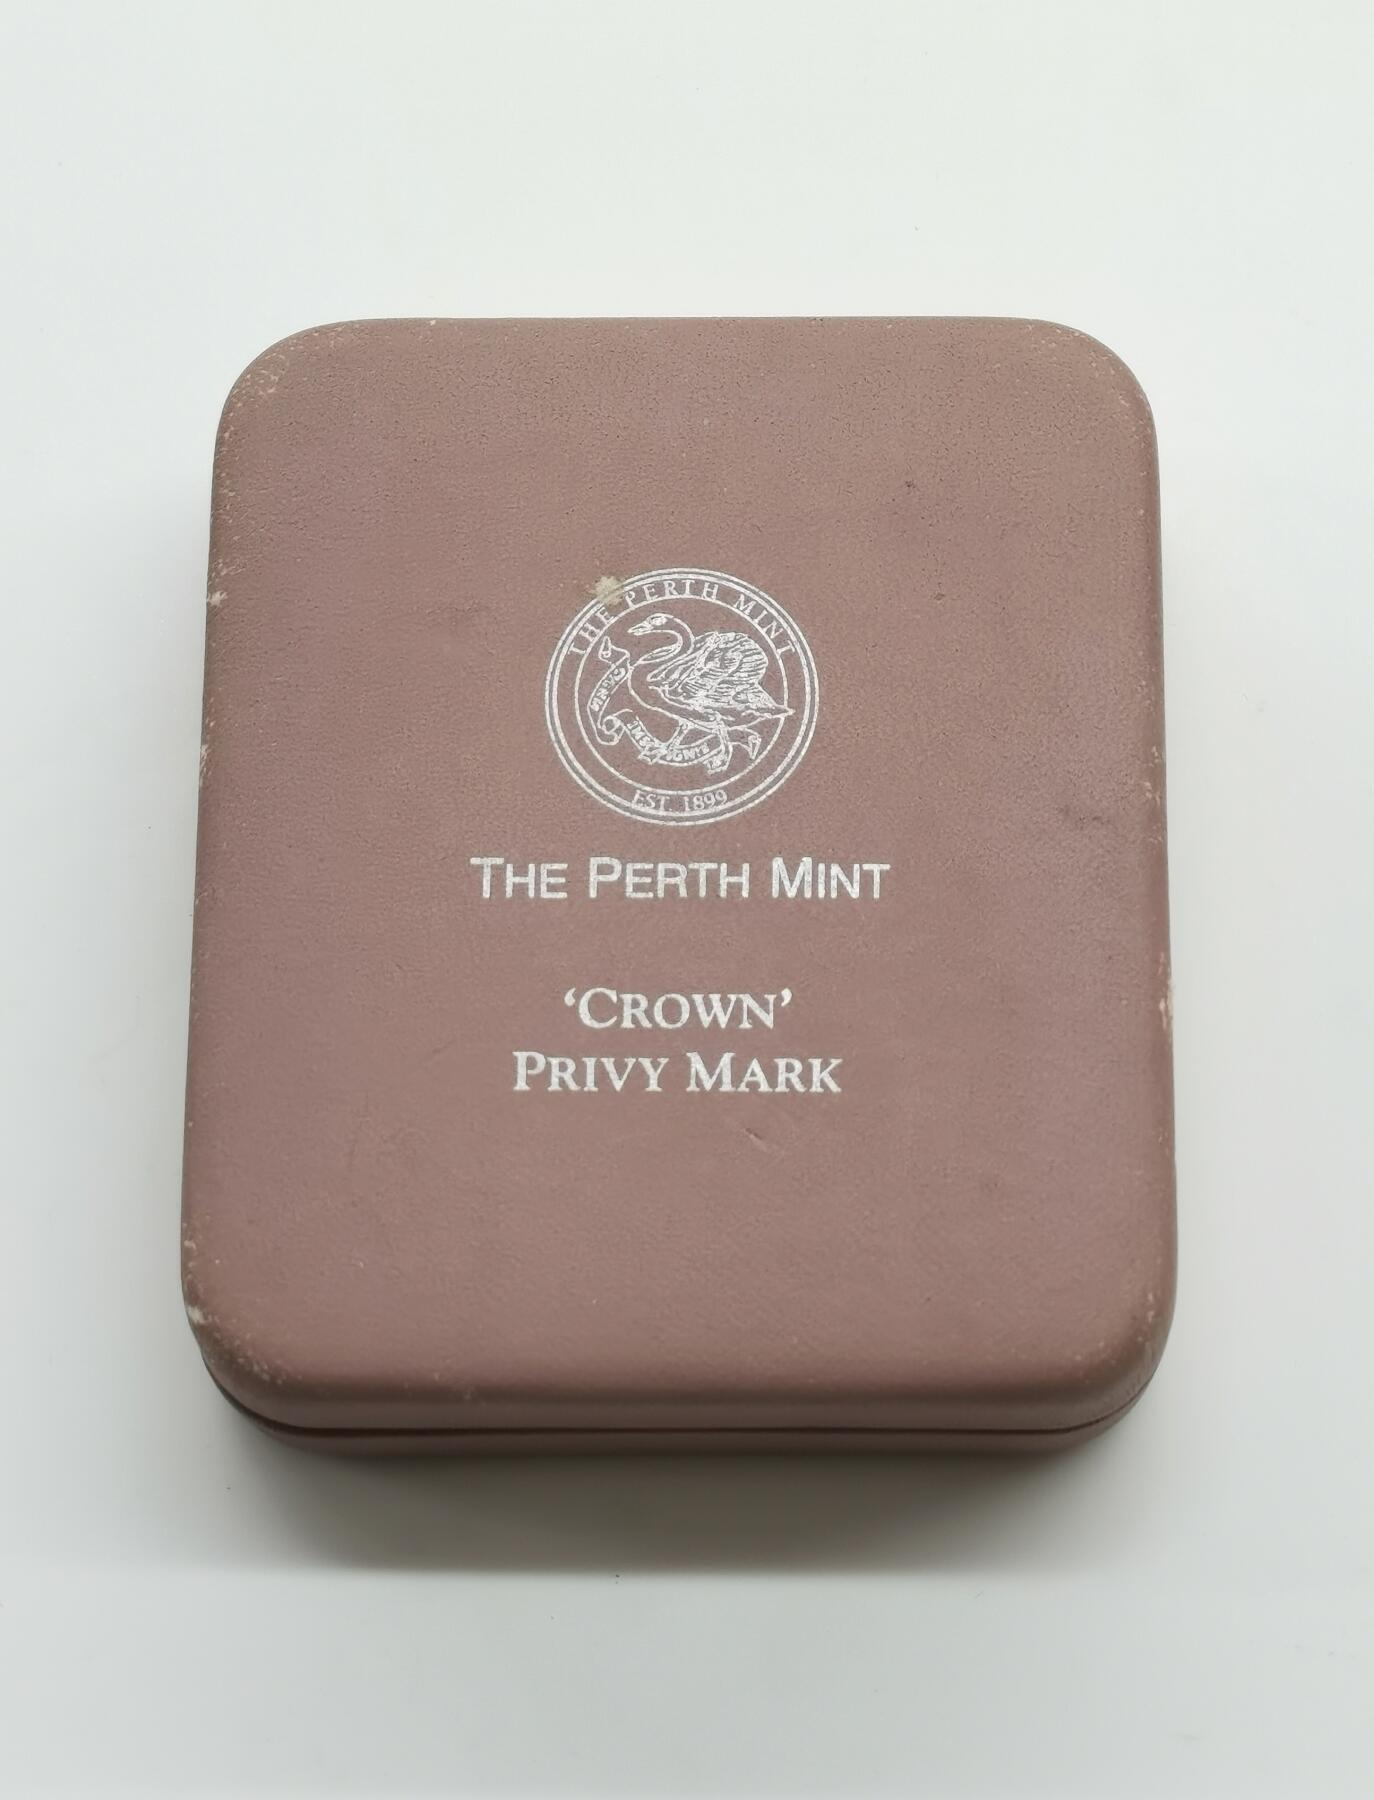 THE PERTH MINT
EST. 1899
THE PERTH MINT
‘CROWN’
PRIVY MARK